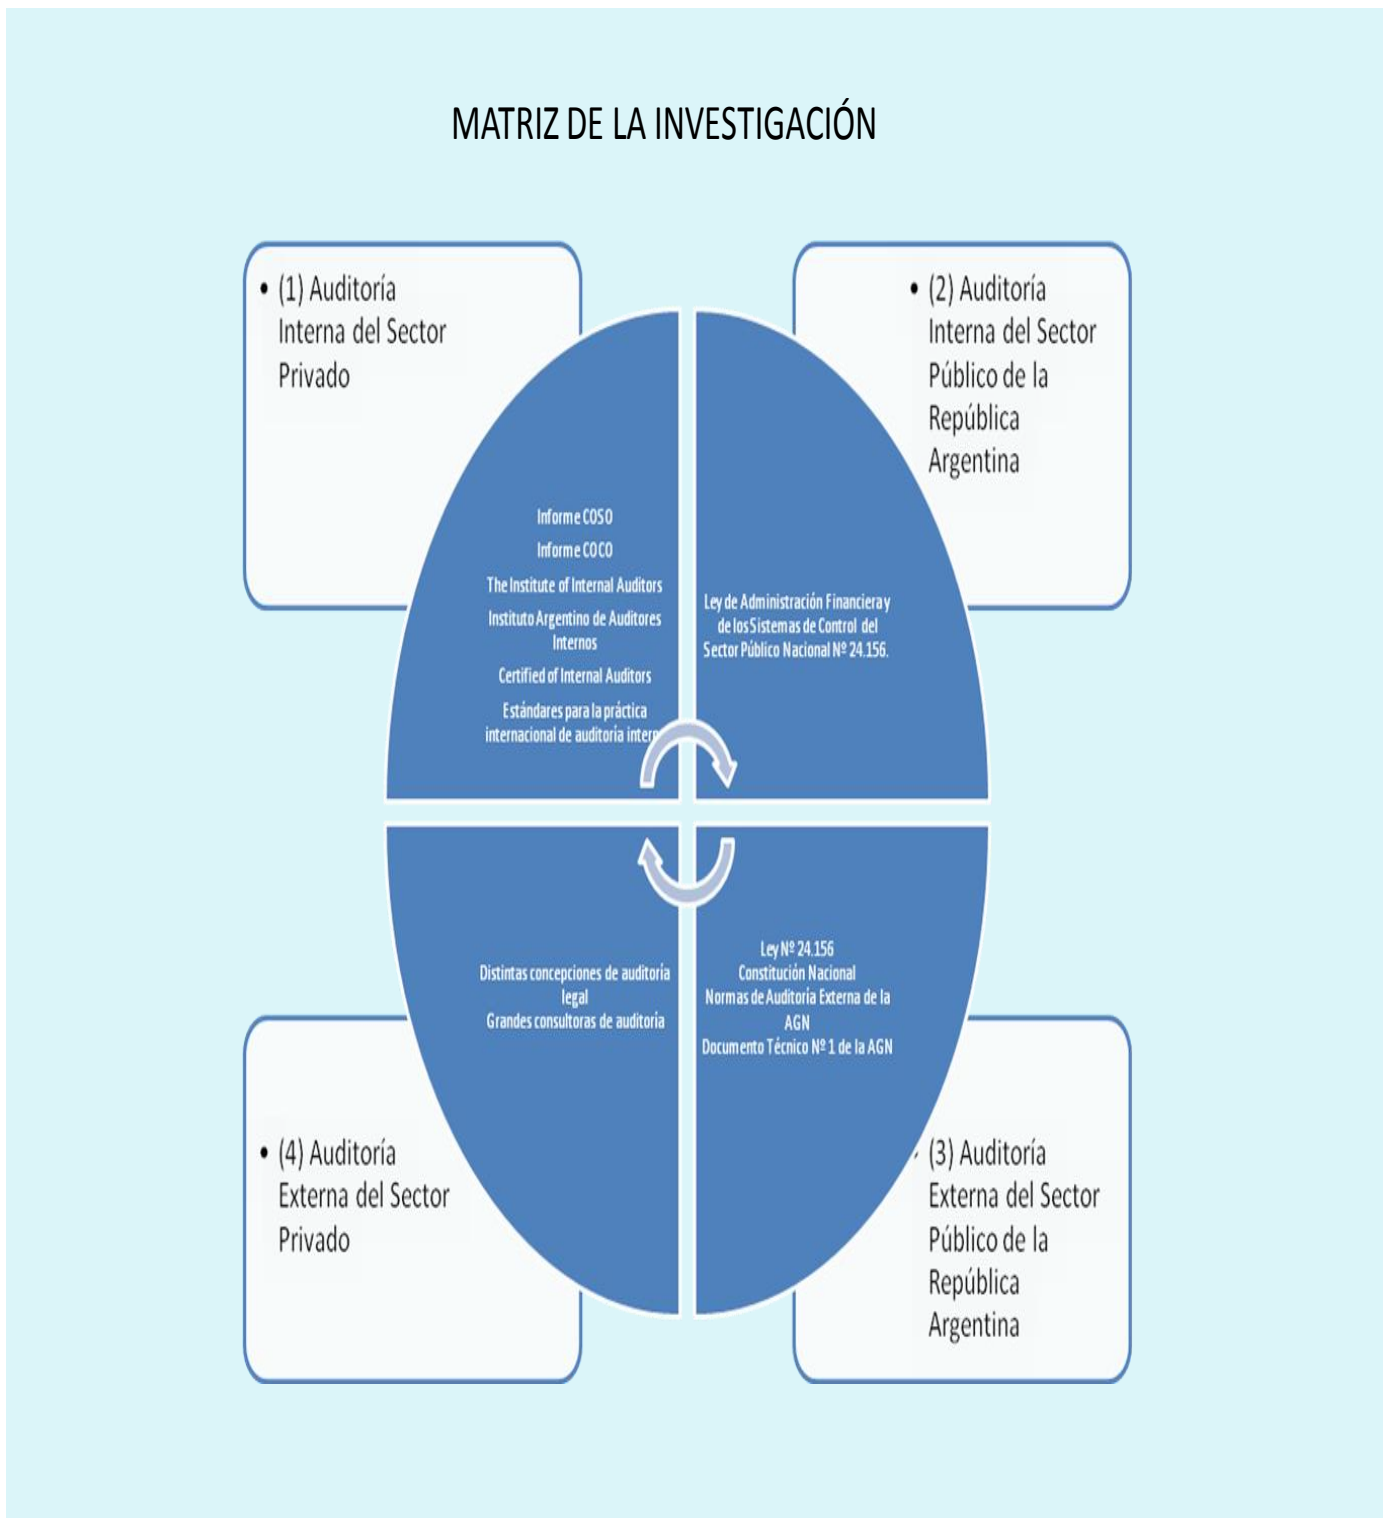 MATRIZ DE LA INVESTIGACIÓN
• (1) Auditoría
Interna del Sector
Privado
• (2) Auditoría
Interna del Sector
Público de la
República
Argentina
Informe COSO
Informe COCO
The Institute of Internal Auditors
Instituto Argentino de Auditores
Internos
Certified of Internal Auditors
Estándares para la práctica
internacional de auditoría intern
Ley de Administración Financiera y
de los Sistemas de Control del
Sector Público Nacional Nº 24.156.
Distintas concepciones de auditoría
legal
Grandes consultoras de auditoría
Ley Nº 24.156
Constitución Nacional
Normas de Auditoría Externa de la
AGN
Documento Técnico Nº 1 de la AGN
• (4) Auditoría
Externa del Sector
Privado
(3) Auditoría
Externa del Sector
Público de la
República
Argentina